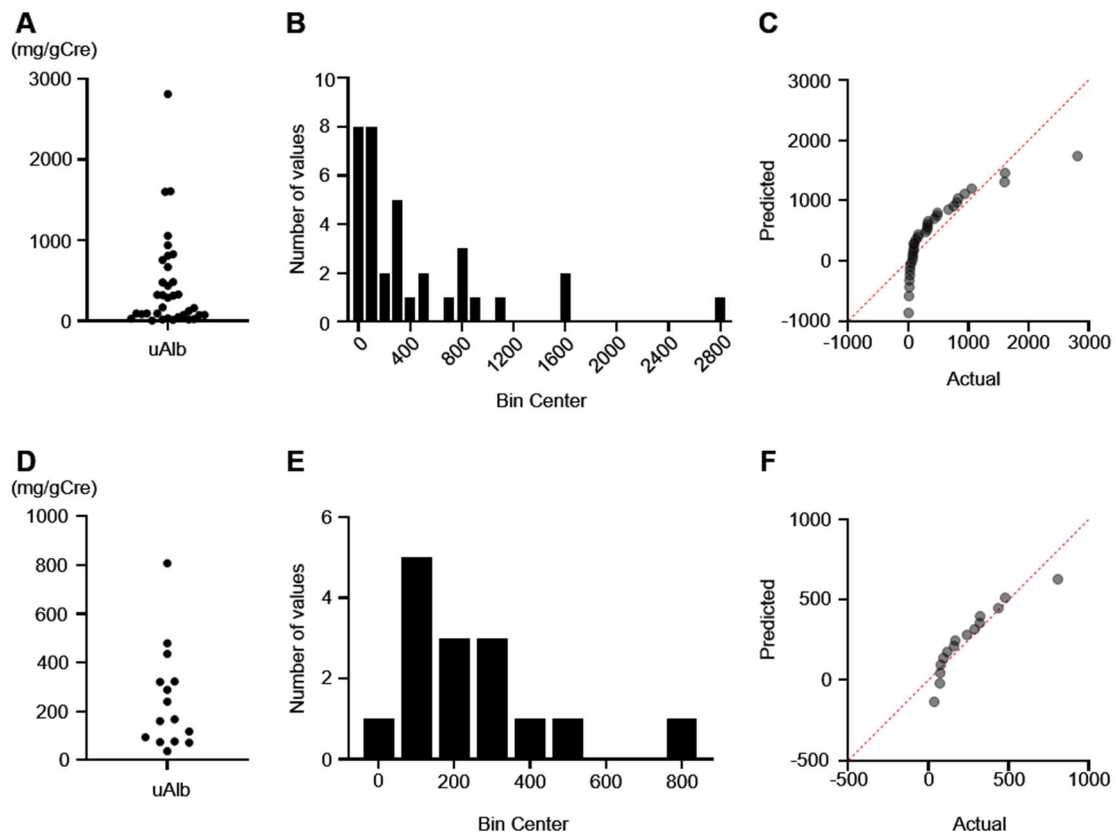 A
(mg/gCre)
3000
2000
1000
0
uAlb
B
Number of values
10
8
6
4
2
0
0 400 800 1200 1600 2000 2400 2800
Bin Center
C
Predicted
3000
2000
1000
0
-1000
-1000 0 1000 2000 3000
Actual
D
(mg/gCre)
1000
800
600
400
200
0
uAlb
E
Number of values
6
4
2
0
0 200 400 600 800
Bin Center
F
Predicted
1000
500
0
-500
-500 0 500 1000
Actual